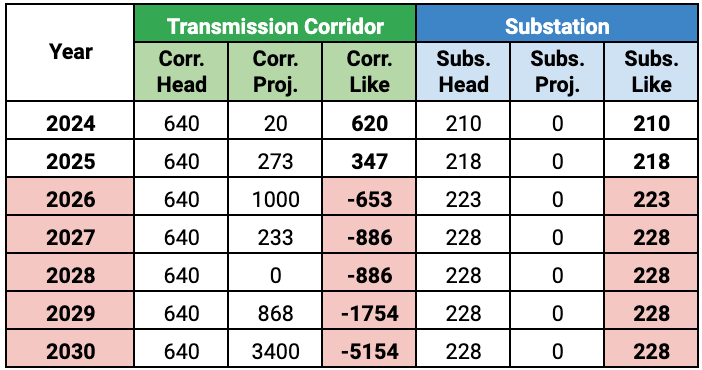 Year Transmission Corridor Substation
Corr. Head Corr. Proj. Corr. Like Subs. Head Subs. Proj. Subs. Like
2024 640 20 620 210 0 210
2025 640 273 347 218 0 218
2026 640 1000 -653 223 0 223
2027 640 233 -886 228 0 228
2028 640 0 -886 228 0 228
2029 640 868 -1754 228 0 228
2030 640 3400 -5154 228 0 228